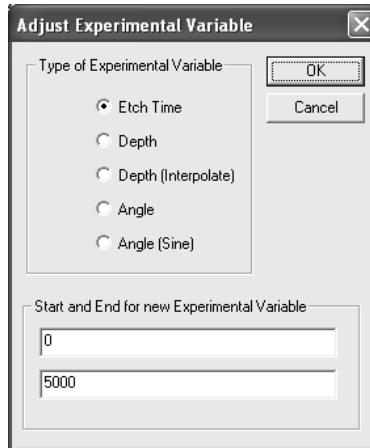 Adjust Experimental Variable
Type of Experimental Variable
Etch Time
Depth
Depth (Interpolate)
Angle
Angle (Sine)
OK
Cancel
Start and End for new Experimental Variable
0
5000